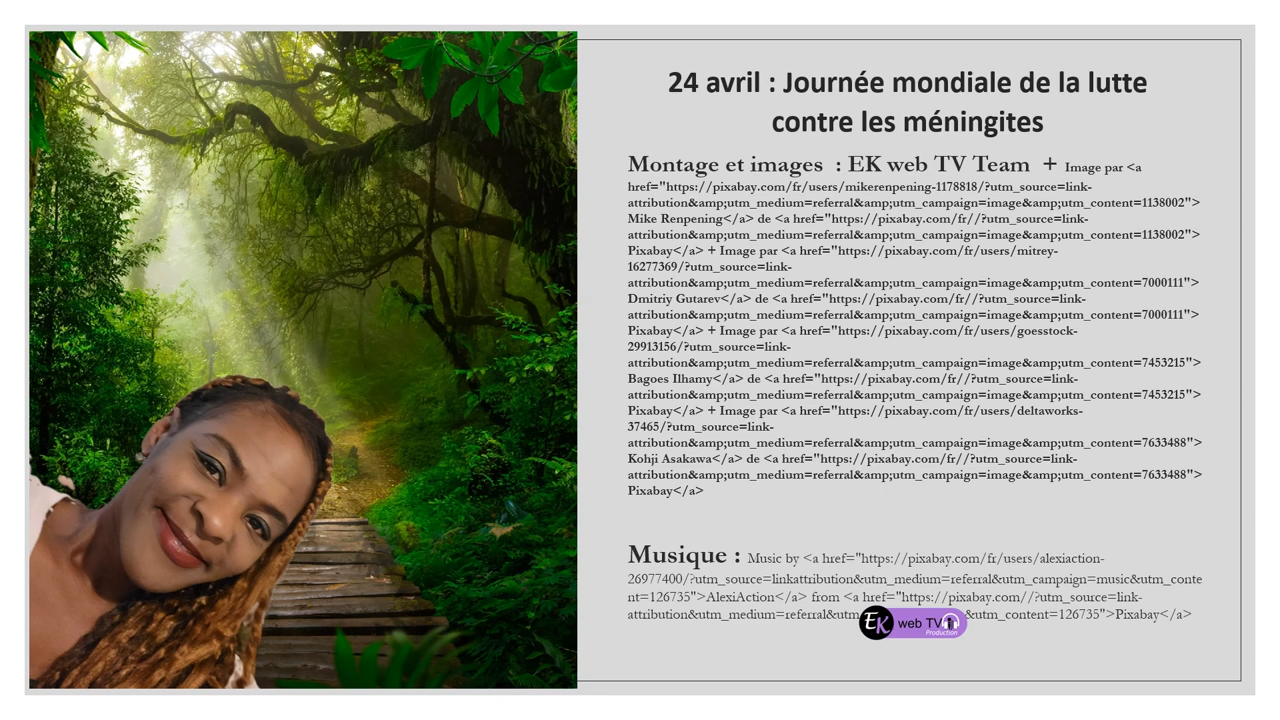 24 avril : Journée mondiale de la lutte
contre les méningites
Montage et images : EK web TV Team + Image par <a
href="https://pixabay.com/fr/users/mikerenpening-1178818/?utm_source=link-
attribution&amp;utm_medium=referral&amp;utm_campaign=image&amp;utm_content=1138002">
Mike Renpening</a> de <a href="https://pixabay.com/fr//?utm_source=link-
attribution&amp;utm_medium=referral&amp;utm_campaign=image&amp;utm_content=1138002">
Pixabay</a> + Image par <a href="https://pixabay.com/fr/users/mitrey-
16277369/?utm_source=link-
attribution&amp;utm_medium=referral&amp;utm_campaign=image&amp;utm_content=7000111">
Dmitriy Gutarev</a> de <a href="https://pixabay.com/fr//?utm_source=link-
attribution&amp;utm_medium=referral&amp;utm_campaign=image&amp;utm_content=7000111">
Pixabay</a> + Image par <a href="https://pixabay.com/fr/users/goesstock-
29913156/?utm_source=link-
attribution&amp;utm_medium=referral&amp;utm_campaign=image&amp;utm_content=7453215">
Bagoes Ilhamy</a> de <a href="https://pixabay.com/fr//?utm_source=link-
attribution&amp;utm_medium=referral&amp;utm_campaign=image&amp;utm_content=7453215">
Pixabay</a> + Image par <a href="https://pixabay.com/fr/users/deltaworks-
37465/?utm_source=link-
attribution&amp;utm_medium=referral&amp;utm_campaign=image&amp;utm_content=7633488">
Kohji Asakawa</a> de <a href="https://pixabay.com/fr//?utm_source=link-
attribution&amp;utm_medium=referral&amp;utm_campaign=image&amp;utm_content=7633488">
Pixabay</a>
Musique : Music by <a href="https://pixabay.com/fr/users/alexiaction-
26977400/?utm_source=linkattribution&utm_medium=referral&utm_campaign=music&utm_conte
nt=126735">AlexiAction</a> from <a href="https://pixabay.com//?utm_source=link-
attribution&utm_medium=referral&utm &utm_content=126735">Pixabay</a>
EK web TV
Production